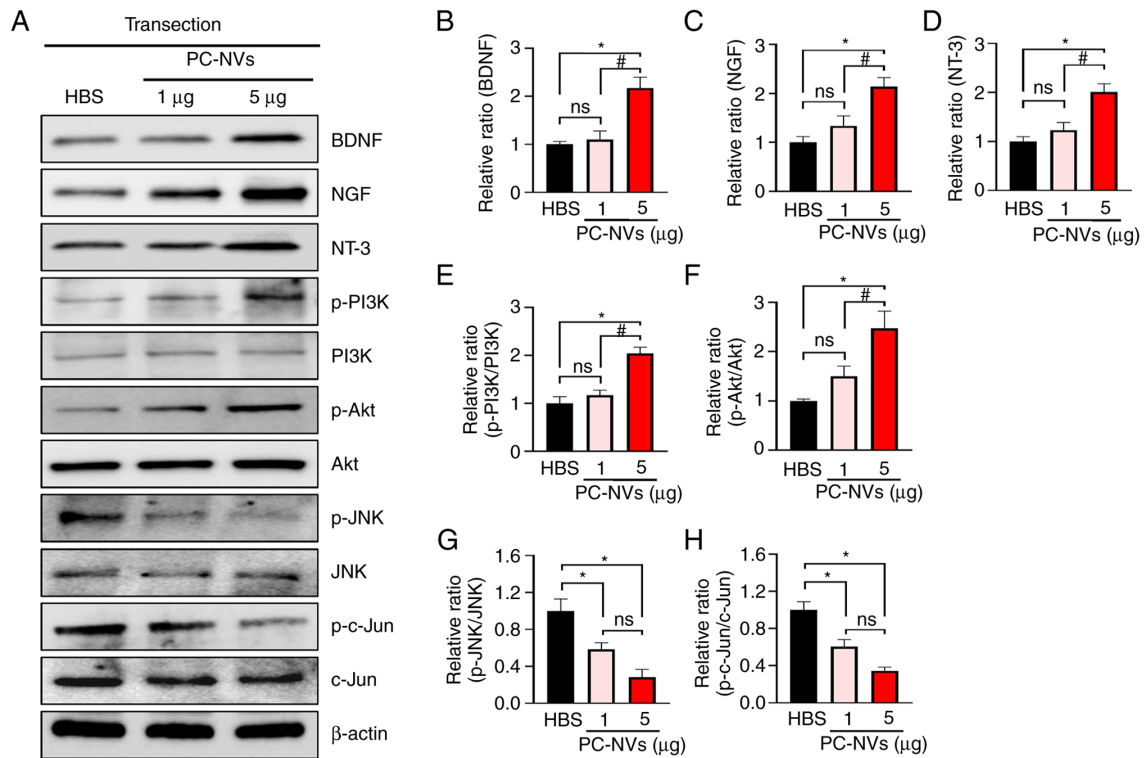 A
Transection
PC-NVs
HBS 1 μg 5 μg
BDNF
NGF
NT-3
p-PI3K
PI3K
p-Akt
Akt
p-JNK
JNK
p-c-Jun
c-Jun
β-actin
B
Relative ratio (BDNF)
3
2
1
0
*
#
ns
HBS 1 5
PC-NVs (μg)
C
Relative ratio (NGF)
3
2
1
0
*
#
ns
HBS 1 5
PC-NVs (μg)
D
Relative ratio (NT-3)
3
2
1
0
*
#
ns
HBS 1 5
PC-NVs (μg)
E
Relative ratio
(p-PI3K/PI3K)
3
2
1
0
*
#
ns
HBS 1 5
PC-NVs (μg)
F
Relative ratio
(p-Akt/Akt)
3
2
1
0
*
#
ns
HBS 1 5
PC-NVs (μg)
G
Relative ratio
(p-JNK/JNK)
1.6
1.2
0.8
0.4
0.0
*
*
ns
HBS 1 5
PC-NVs (μg)
H
Relative ratio
(p-c-Jun/c-Jun)
1.6
1.2
0.8
0.4
0.0
*
*
ns
HBS 1 5
PC-NVs (μg)